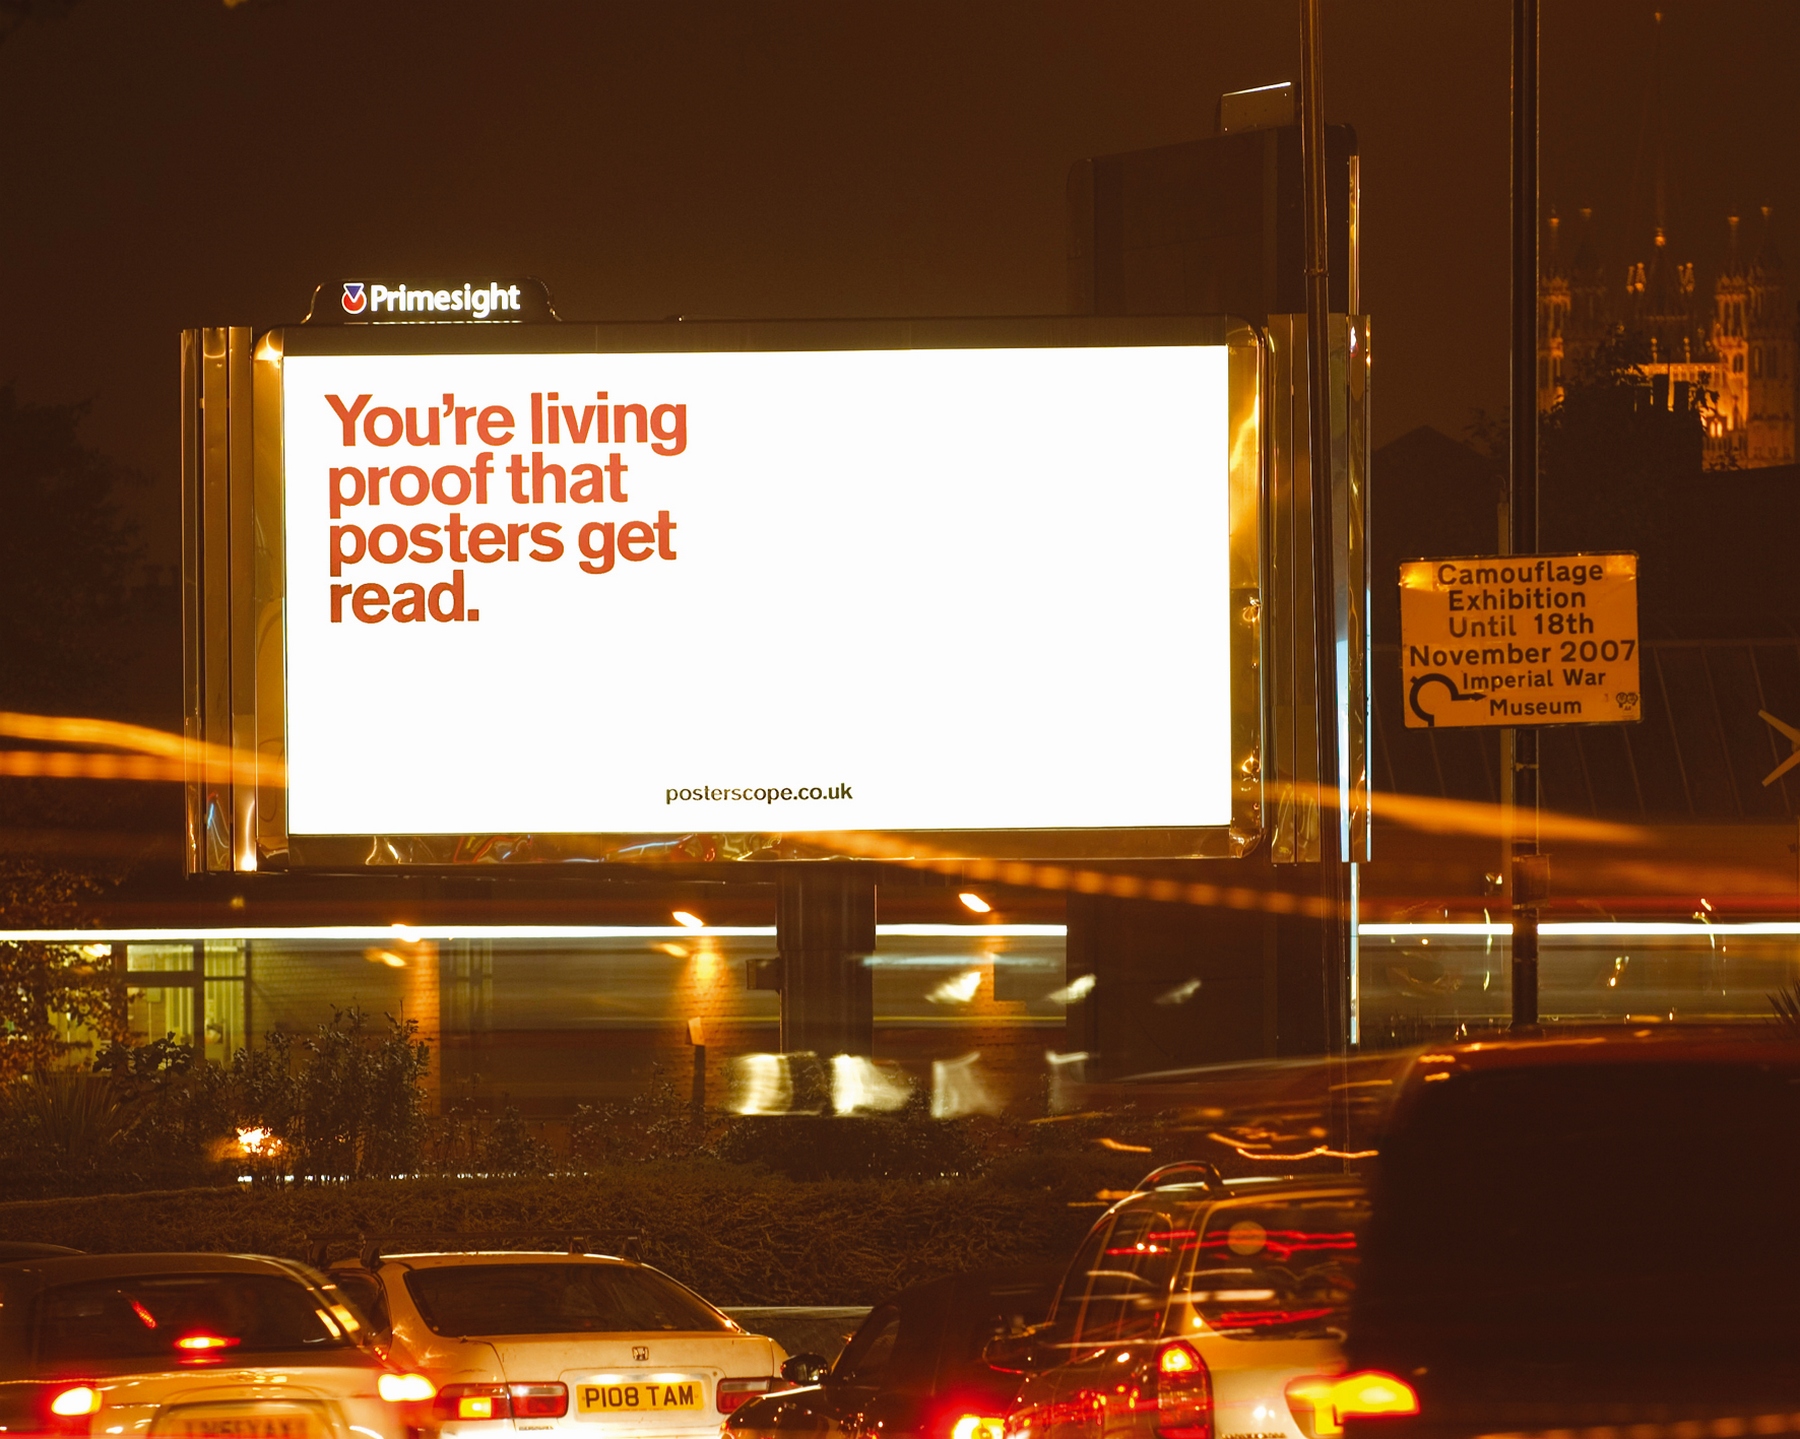 Primesight
You're living
proof that
posters get
read.
posterscope.co.uk
Camouflage
Exhibition
Until 18th
November 2007
Imperial War
Museum
P108 TAM